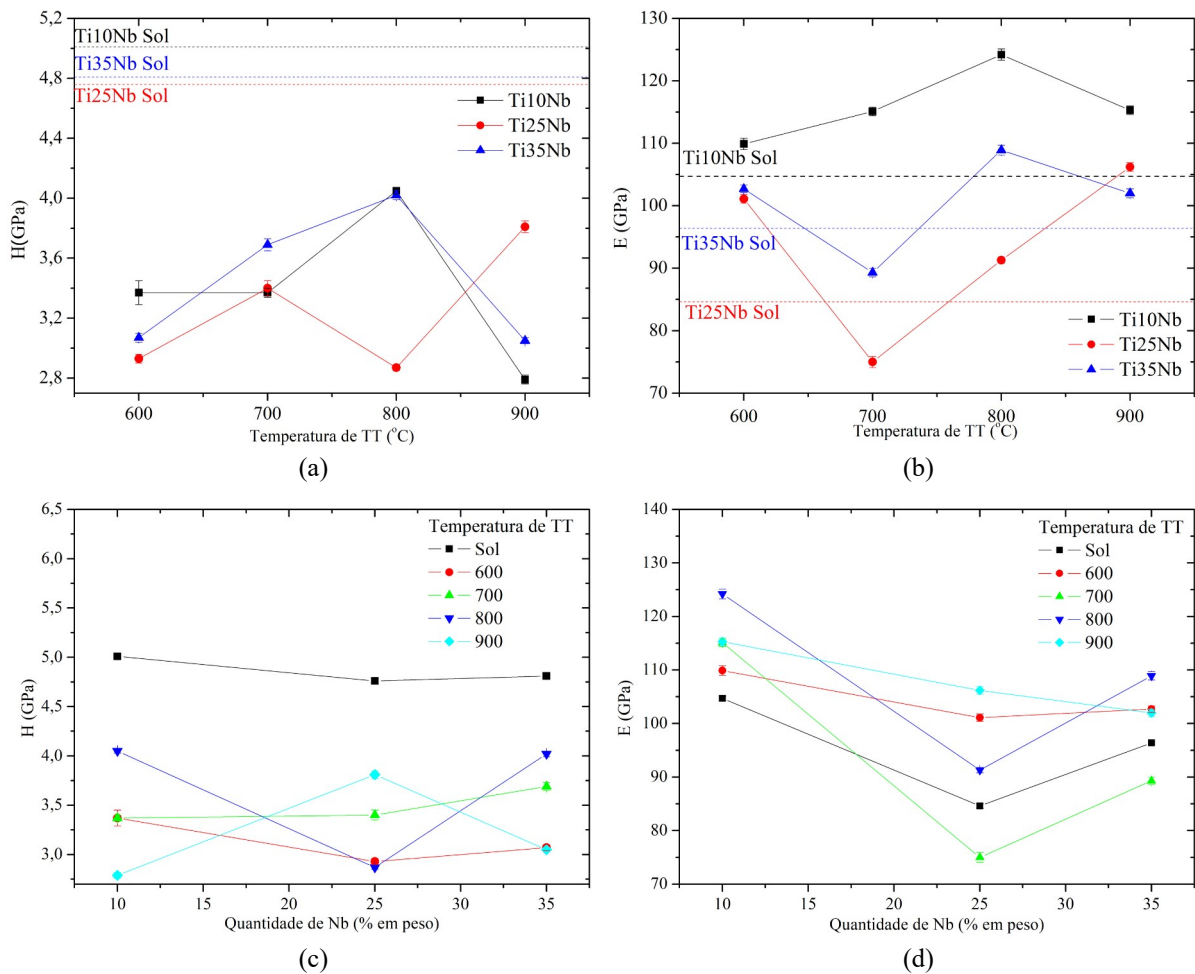 5,2
4,8
4,4
4,0
3,6
3,2
2,8
H(GPa)
Ti10Nb Sol
Ti35Nb Sol
Ti25Nb Sol
Ti10Nb
Ti25Nb
Ti35Nb
600 700 800 900
Temperatura de TT (°C)
(a)
130
120
110
100
90
80
70
E (GPa)
Ti10Nb Sol
Ti35Nb Sol
Ti25Nb Sol
Ti10Nb
Ti25Nb
Ti35Nb
600 700 800 900
Temperatura de TT (°C)
(b)
6,5
6,0
5,5
5,0
4,5
4,0
3,5
3,0
H (GPa)
Temperatura de TT
Sol
600
700
800
900
10 15 20 25 30 35
Quantidade de Nb (% em peso)
(c)
140
130
120
110
100
90
80
70
E (GPa)
Temperatura de TT
Sol
600
700
800
900
10 15 20 25 30 35
Quantidade de Nb (% em peso)
(d)